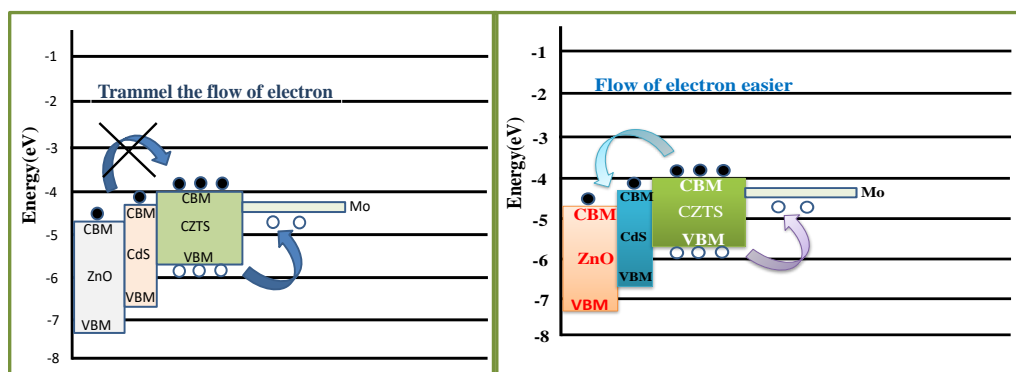 -1
Trammel the flow of electron
-2
-3
-4
-5
-6
-7
-8
Energy(eV)
CBM
ZnO
VBM
CBM
CdS
VBM
CBM
CZTS
VBM
Mo
-1
Flow of electron easier
-2
-3
-4
-5
-6
-7
-8
Energy(eV)
CBM
ZnO
VBM
CBM
CdS
VBM
CBM
CZTS
VBM
Mo